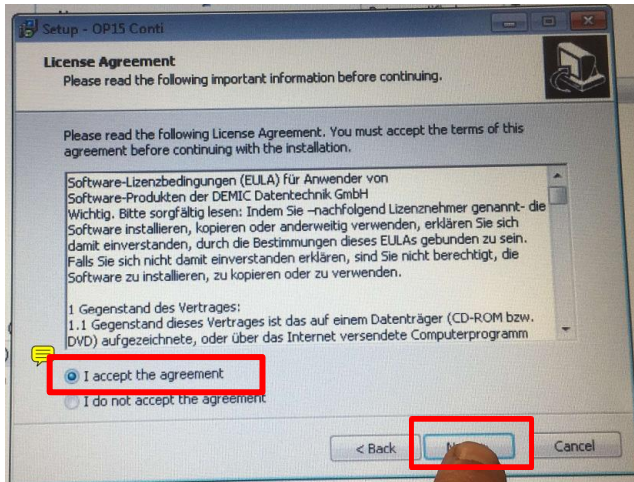 Setup - OP15 Conti
License Agreement
Please read the following important information before continuing.
Please read the following License Agreement. You must accept the terms of this
agreement before continuing with the installation.
Software-Lizenzbedingungen (EULA) für Anwender von
Software-Produkten der DEMIC Datentechnik GmbH
Wichtig. Bitte sorgfältig lesen: Indem Sie –nachfolgend Lizenznehmer genannt- die
Software installieren, kopieren oder anderweitig verwenden, erklären Sie sich
damit einverstanden, durch die Bestimmungen dieses EULAs gebunden zu sein.
Falls Sie sich nicht damit einverstanden erklären, sind Sie nicht berechtigt, die
Software zu installieren, zu kopieren oder zu verwenden.
1 Gegenstand des Vertrages:
1.1 Gegenstand dieses Vertrages ist das auf einem Datenträger (CD-ROM bzw.
DVD) aufgezeichnete, oder über das Internet versendete Computerprogramm
I accept the agreement
I do not accept the agreement
< Back
Cancel